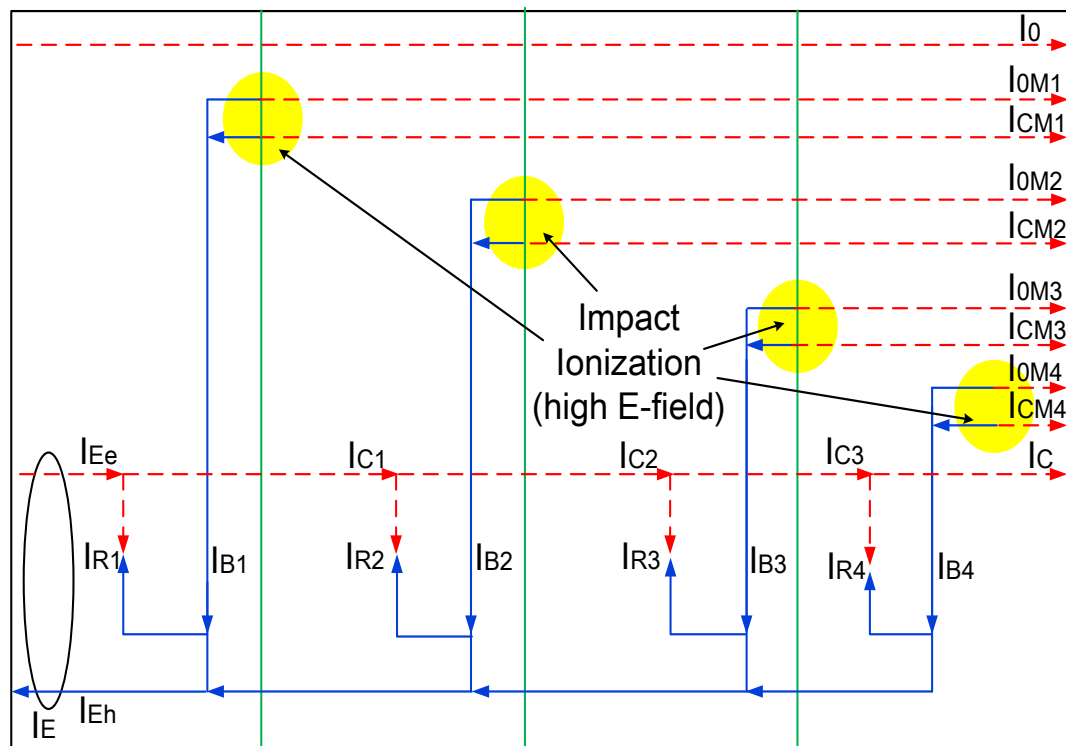 I0
I0M1
ICM1
I0M2
ICM2
I0M3
ICM3
I0M4
ICM4
Impact
Ionization
(high E-field)
IEe
IC1
IC2
IC3
IC
IR1
IB1
IR2
IB2
IR3
IB3
IR4
IB4
IE
IEh